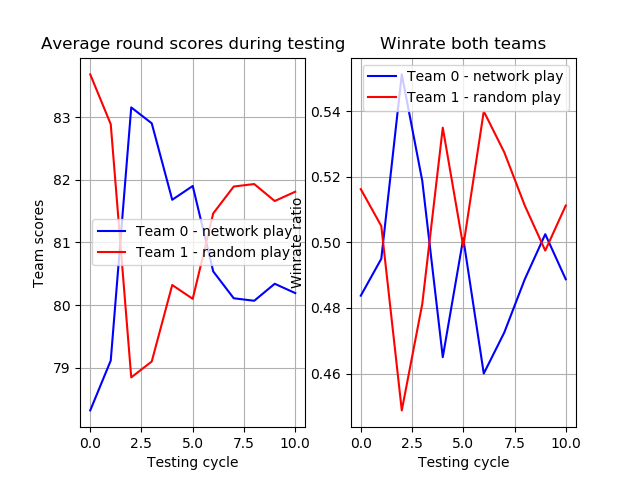 Average round scores during testing
Team scores
83
82
81
80
79
Team 0 - network play
Team 1 - random play
0.0
2.5
5.0
7.5
10.0
Testing cycle
Winrate both teams
Winrate ratio
0.54
0.52
0.50
0.48
0.46
Team 0 - network play
Team 1 - random play
0.0
2.5
5.0
7.5
10.0
Testing cycle